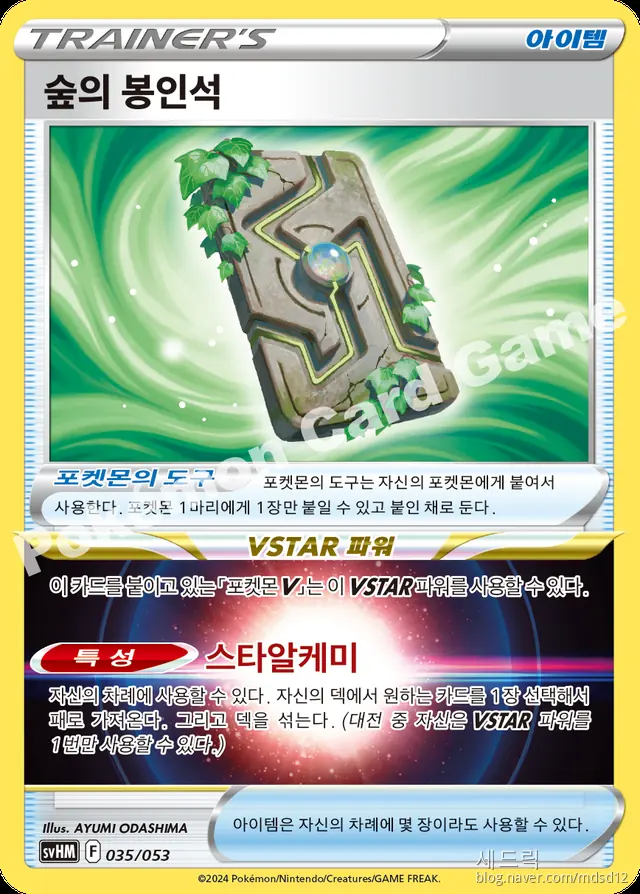 TRAINER'S
아이템
숲의 봉인석
Pokémon Card Game
포켓몬의 도구
포켓몬의 도구는 자신의 포켓몬에게 붙여서
사용한다. 포켓몬 1마리에게 1장만 붙일 수 있고 붙인 채로 둔다.
VSTAR 파워
이 카드를 붙이고 있는 「포켓몬 V」는 이 VSTAR 파워를 사용할 수 있다.
특성
스타알케미
자신의 차례에 사용할 수 있다. 자신의 덱에서 원하는 카드를 1장 선택해서
패로 가져온다. 그리고 덱을 섞는다. (대전 중 자신은 VSTAR 파워를
1번만 사용할 수 있다.)
Illus. AYUMI ODASHIMA
아이템은 자신의 차례에 몇 장이라도 사용할 수 있다.
svHM F 035/053
©2024 Pokémon/Nintendo/Creatures/GAME FREAK.
세드릭
blog.naver.com/mdsd12